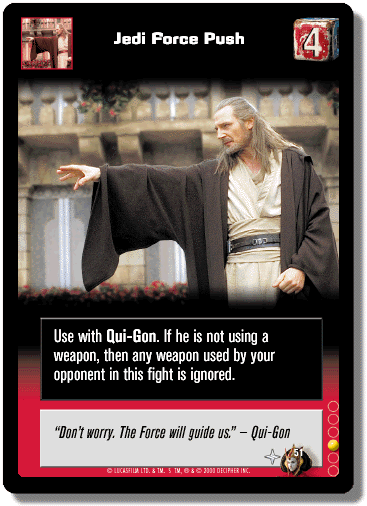 Jedi Force Push
4
Use with Qui-Gon. If he is not using a
weapon, then any weapon used by your
opponent in this fight is ignored.
"Don't worry. The Force will guide us." – Qui-Gon
51
© LUCASFILM LTD. & TM, S TM, ® & © 2000 DECIPHER INC.